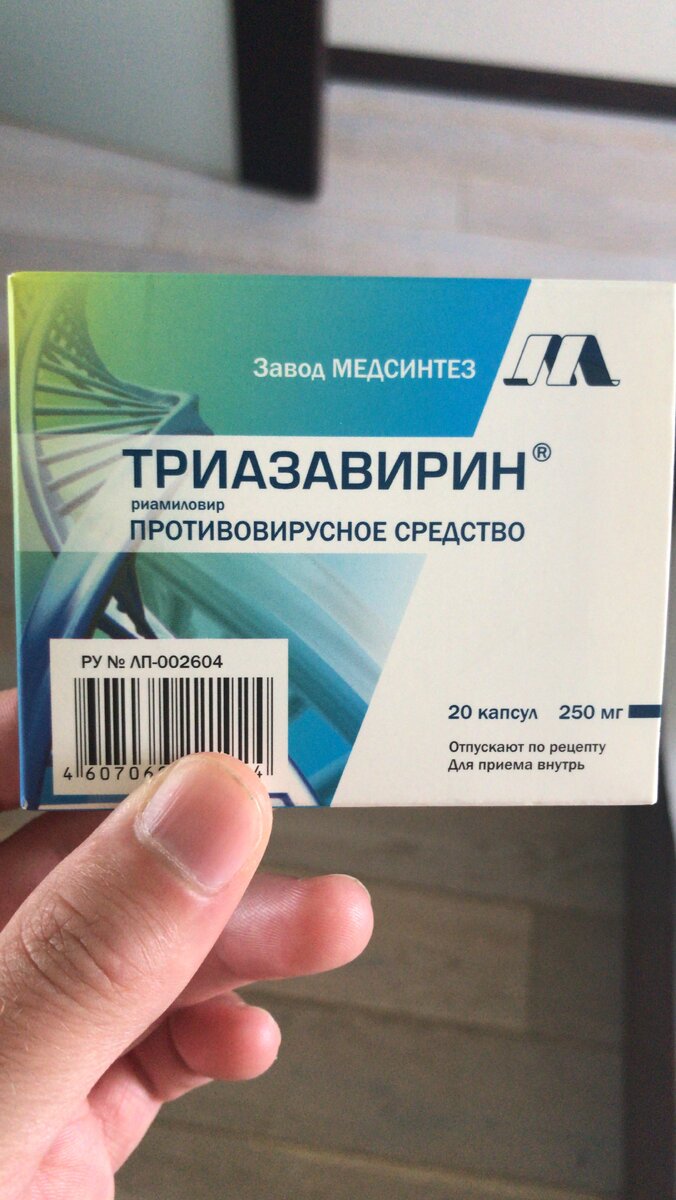 Завод МЕДСИНТЕЗ
ТРИАЗАВИРИН®
риамиловир
ПРОТИВОВИРУСНОЕ СРЕДСТВО
РУ № ЛП-002604
20 капсул 250 мг
Отпускают по рецепту
Для приема внутрь